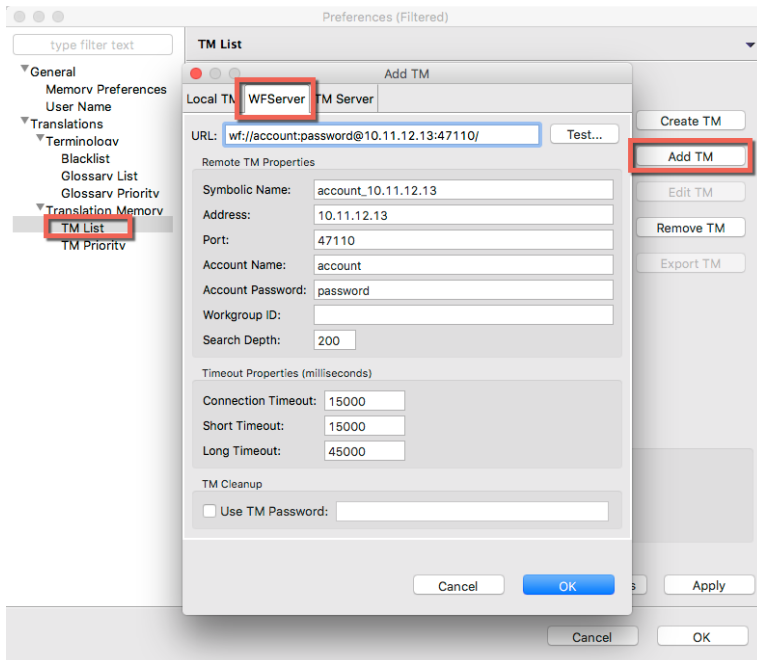 Preferences (Filtered)
type filter text
TM List
General
Memory Preferences
User Name
Translations
Terminology
Blacklist
Glossary List
Glossary Priority
Translation Memory
TM List
TM Priority
Add TM
Local TM WFServer TM Server
URL: wf://account:password@10.11.12.13:47110/ Test...
Remote TM Properties
Symbolic Name: account_10.11.12.13
Address: 10.11.12.13
Port: 47110
Account Name: account
Account Password: password
Workgroup ID:
Search Depth: 200
Timeout Properties (milliseconds)
Connection Timeout: 15000
Short Timeout: 15000
Long Timeout: 45000
TM Cleanup
Use TM Password:
Cancel OK
Create TM
Add TM
Edit TM
Remove TM
Export TM
s Apply
Cancel OK